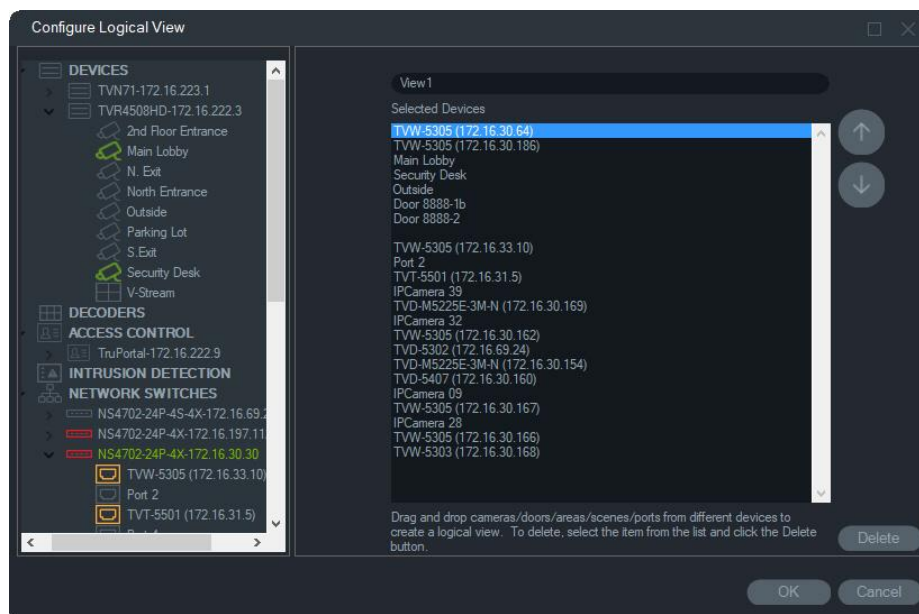 Configure Logical View
DEVICES
TVN71-172.16.223.1
TVR4508HD-172.16.222.3
2nd Floor Entrance
Main Lobby
N. Exit
North Entrance
Outside
Parking Lot
S.Exit
Security Desk
V-Stream
DECODERS
ACCESS CONTROL
TruPortal-172.16.222.9
INTRUSION DETECTION
NETWORK SWITCHES
NS4702-24P-4S-4X-172.16.69.2
NS4702-24P-4X-172.16.197.11
NS4702-24P-4X-172.16.30.30
TVW-5305 (172.16.33.10)
Port 2
TVT-5501 (172.16.31.5)
View1
Selected Devices
TVW-5305 (172.16.30.64)
TVW-5305 (172.16.30.186)
Main Lobby
Security Desk
Outside
Door 8888-1b
Door 8888-2
TVW-5305 (172.16.33.10)
Port 2
TVT-5501 (172.16.31.5)
IPCamera 39
TVD-M5225E-3M-N (172.16.30.169)
IPCamera 32
TVW-5305 (172.16.30.162)
TVD-5302 (172.16.69.24)
TVD-M5225E-3M-N (172.16.30.154)
TVD-5407 (172.16.30.160)
IPCamera 09
TVW-5305 (172.16.30.167)
IPCamera 28
TVW-5305 (172.16.30.166)
TVW-5303 (172.16.30.168)
Drag and drop cameras/doors/areas/scenes/ports from different devices to
create a logical view. To delete, select the item from the list and click the Delete
button.
Delete
OK
Cancel